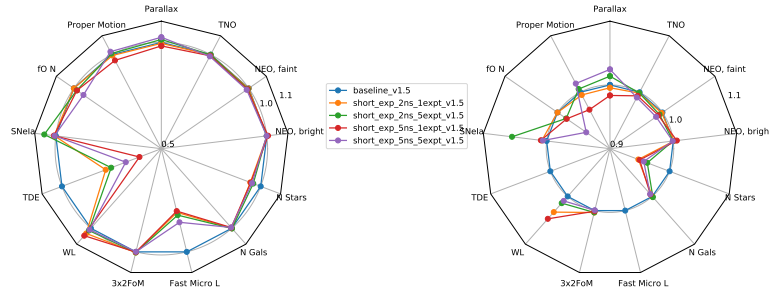 Parallax
TNO
NEO, faint
NEO, bright
N Stars
N Gals
Fast Micro L
3x2FoM
WL
TDE
SNeIa
fO N
Proper Motion
0.5
1.0
1.1
baseline_v1.5
short_exp_2ns_1expt_v1.5
short_exp_2ns_5expt_v1.5
short_exp_5ns_1expt_v1.5
short_exp_5ns_5expt_v1.5
Parallax
TNO
NEO, faint
NEO, bright
N Stars
N Gals
Fast Micro L
3x2FoM
WL
TDE
SNeIa
fO N
Proper Motion
0.9
1.0
1.1